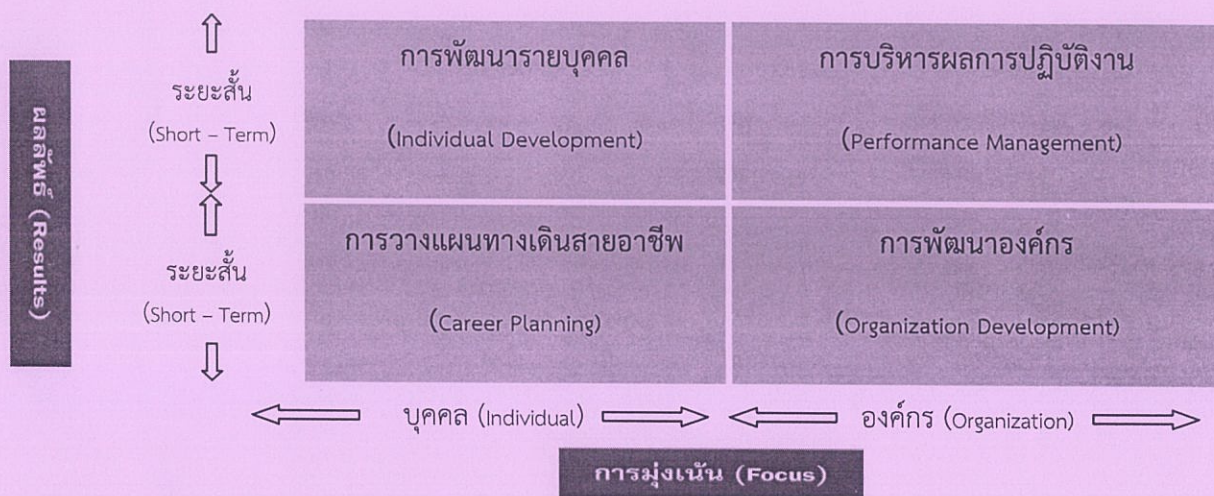 ผลลัพธ์ (Results)
ระยะสั้น
(Short – Term)
ระยะสั้น
(Short – Term)
การพัฒนารายบุคคล
(Individual Development)
การบริหารผลการปฏิบัติงาน
(Performance Management)
การวางแผนทางเดินสายอาชีพ
(Career Planning)
การพัฒนาองค์กร
(Organization Development)
บุคคล (Individual)
องค์กร (Organization)
การมุ่งเน้น (Focus)